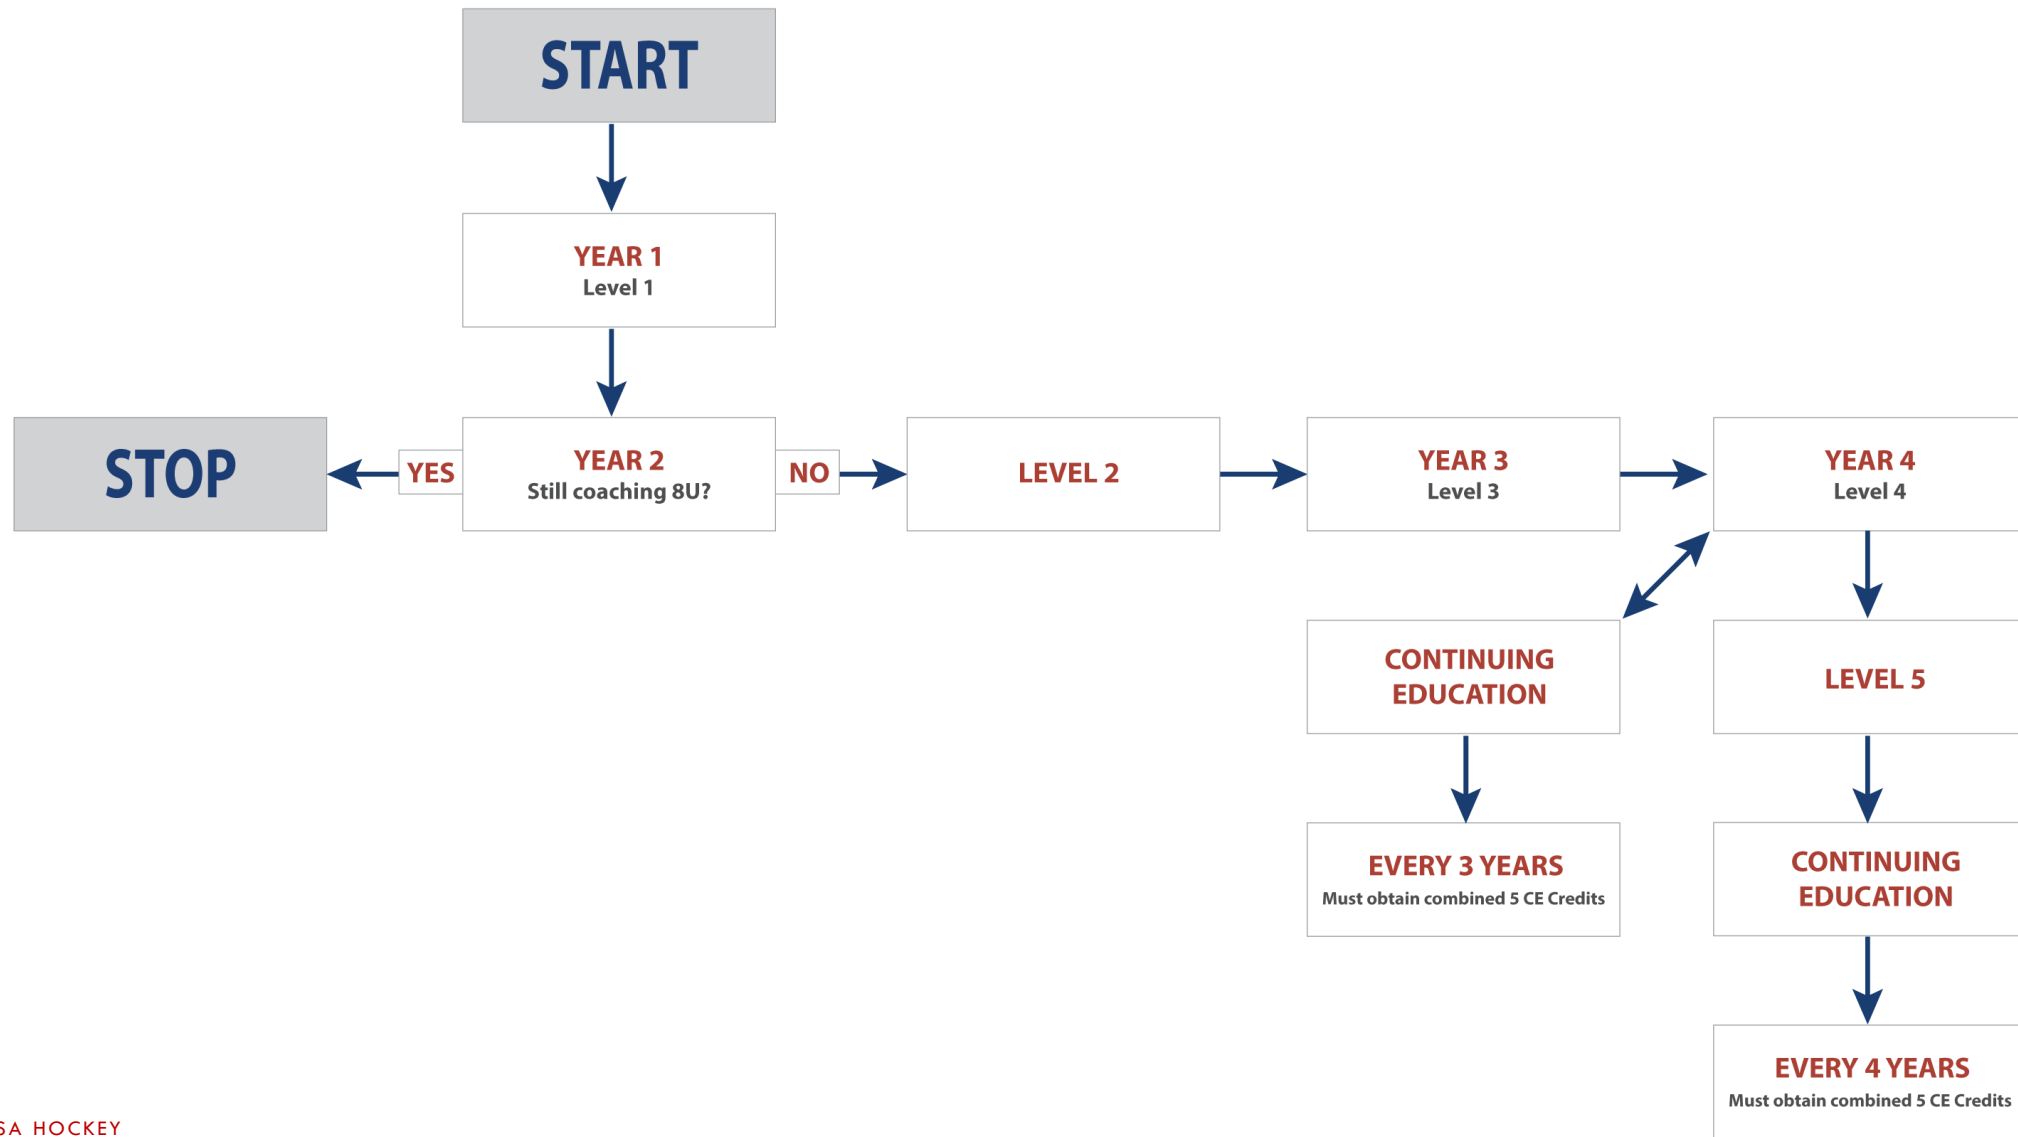 START
YEAR 1
Level 1
STOP
YES
YEAR 2
Still coaching 8U?
NO
LEVEL 2
YEAR 3
Level 3
YEAR 4
Level 4
CONTINUING
EDUCATION
LEVEL 5
EVERY 3 YEARS
Must obtain combined 5 CE Credits
CONTINUING
EDUCATION
EVERY 4 YEARS
Must obtain combined 5 CE Credits
SA HOCKEY